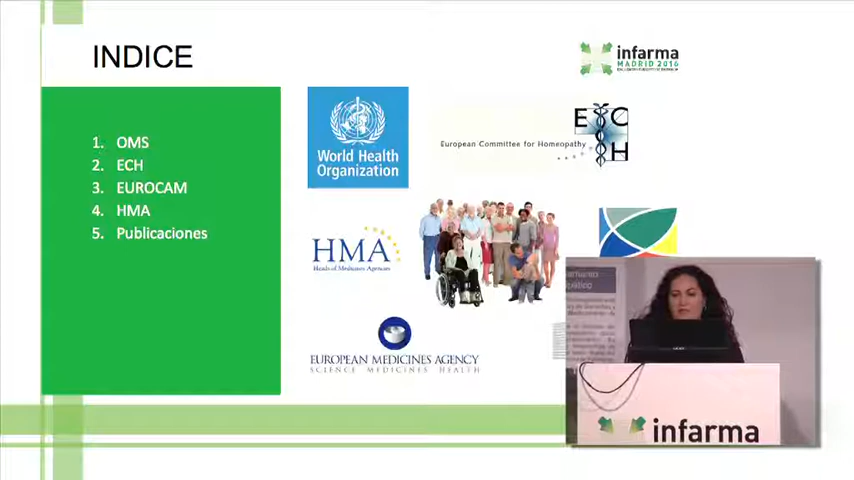 INDICE
infarma
MADRID 2016
1. OMS
2. ECH
3. EUROCAM
4. HMA
5. Publicaciones
World Health
Organization
E C
European Committee for Homeopathy
H
HMA
Heads of Medicines Agencies
EUROPEAN MEDICINES AGENCY
SCIENCE MEDICINES HEALTH
infarma